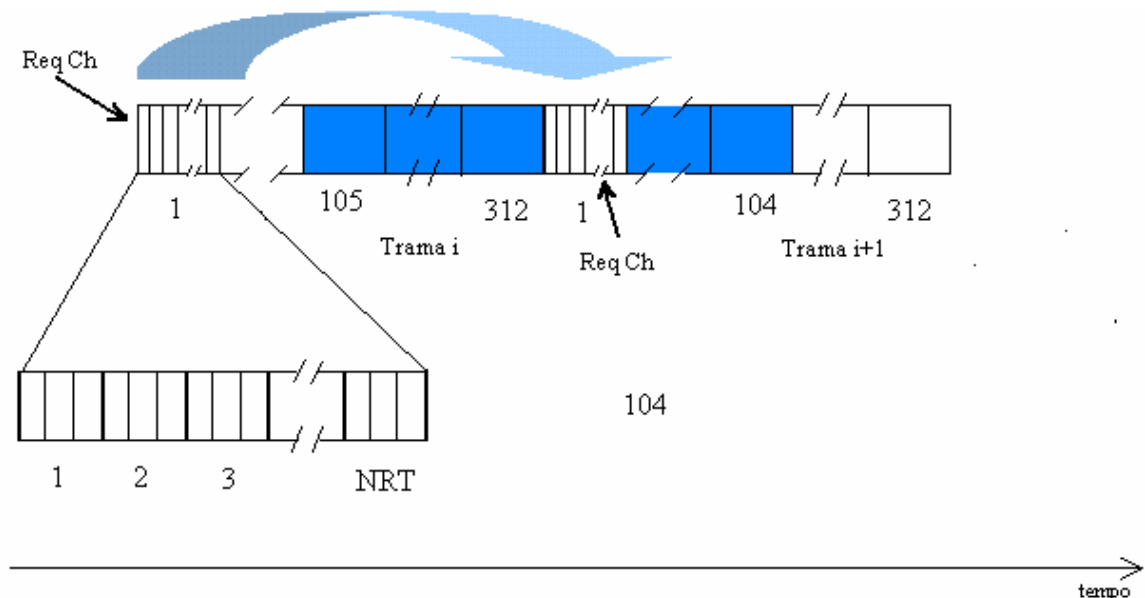 Req Ch
1
105
312
1
104
312
Trama i
Req Ch
Trama i+1
104
1
2
3
NRT
tempo